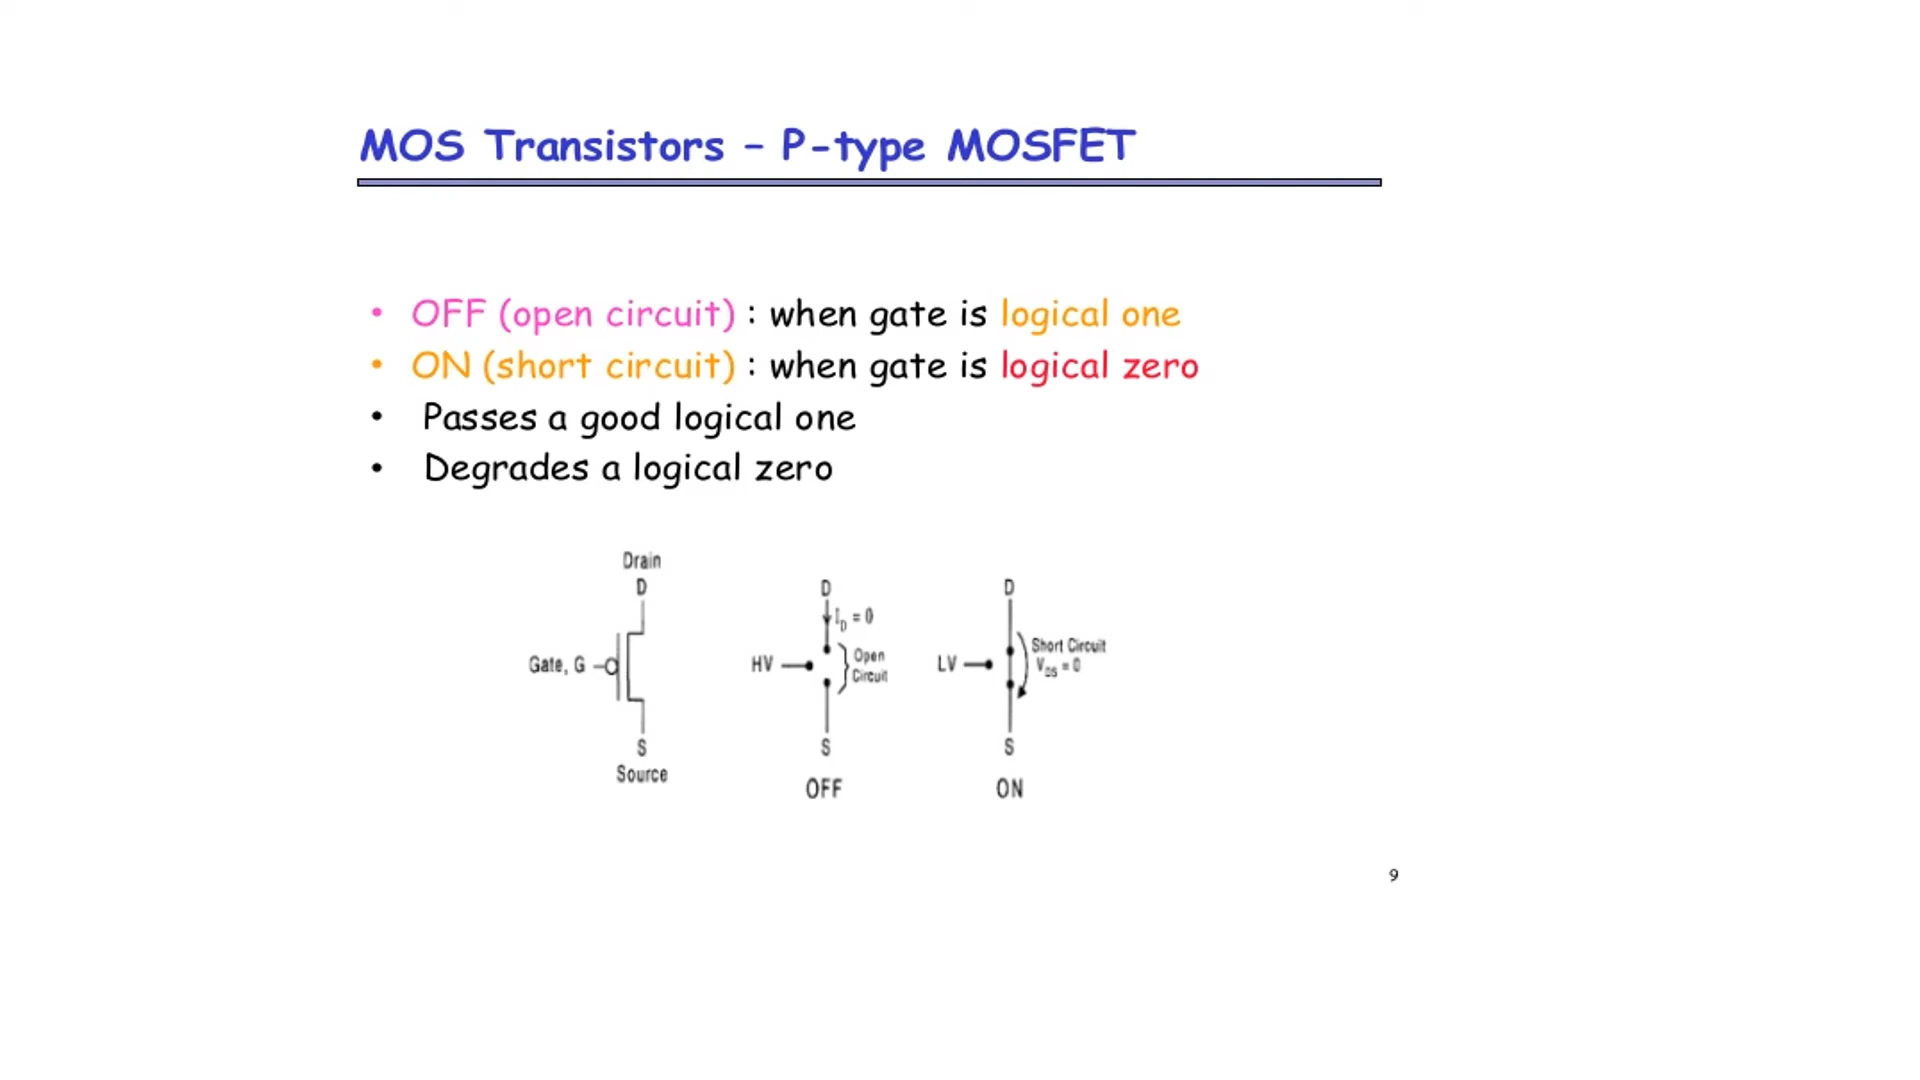 MOS Transistors – P-type MOSFET
• OFF (open circuit) : when gate is logical one
• ON (short circuit) : when gate is logical zero
• Passes a good logical one
• Degrades a logical zero
Drain
D
Gate, G
S
Source
D
I_D = 0
HV
Open
Circuit
S
OFF
D
Short Circuit
LV
V_DS = 0
S
ON
9